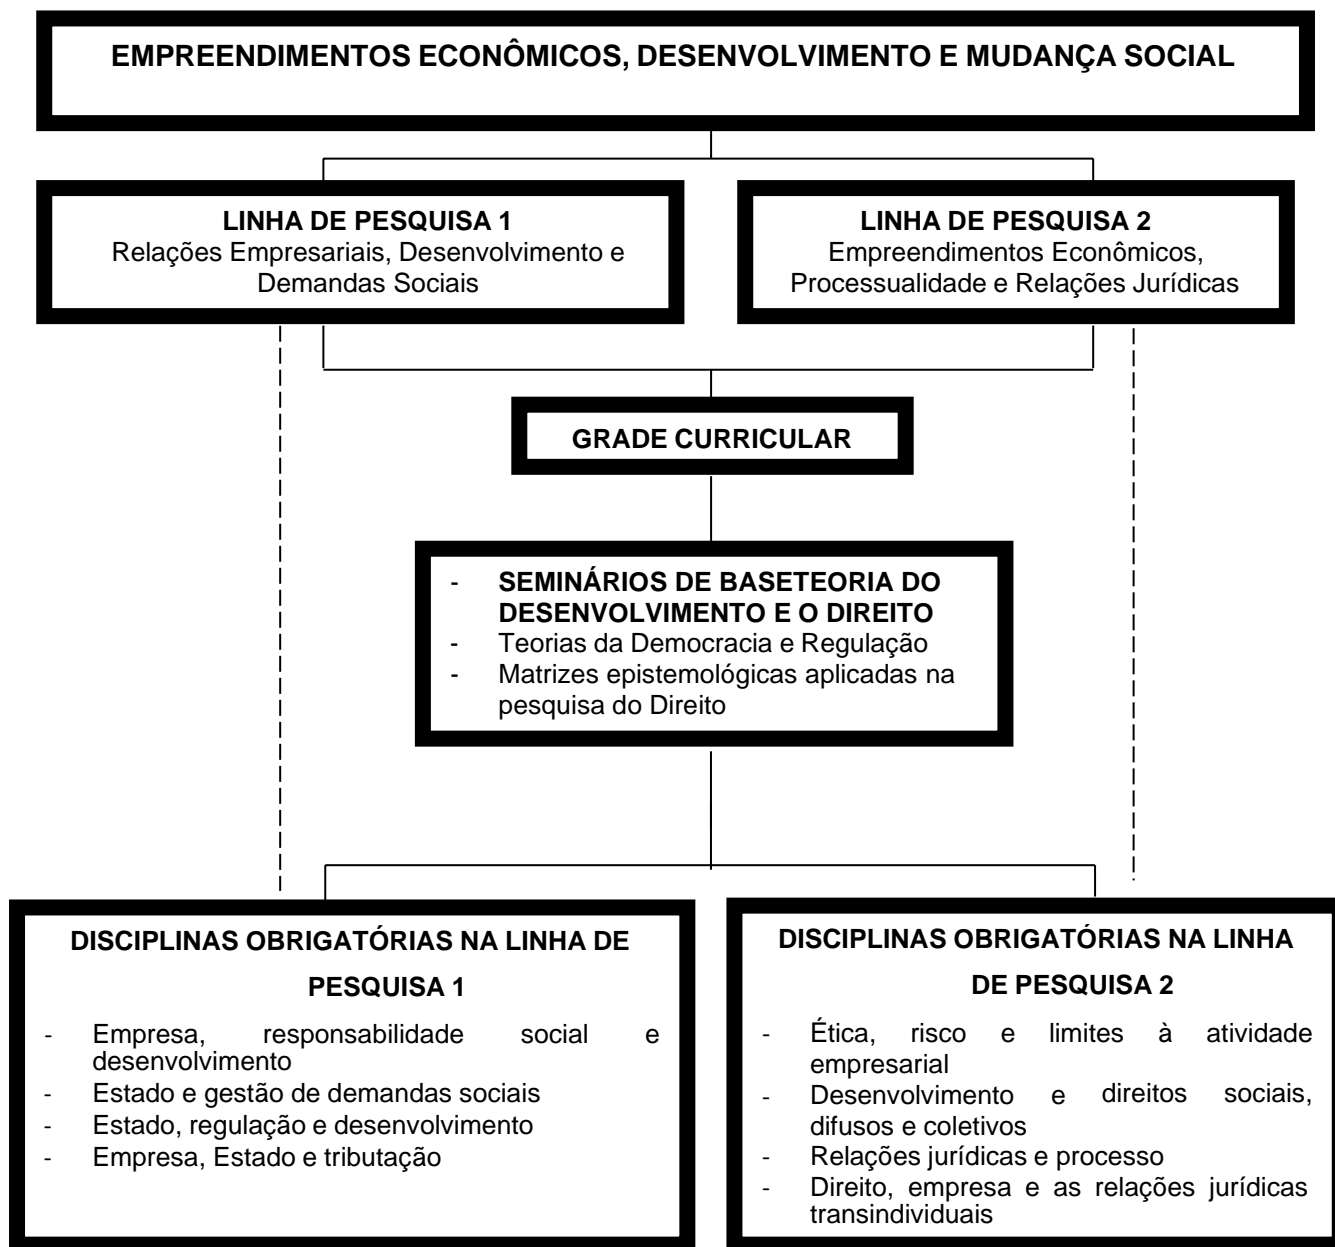 EMPREENDIMENTOS ECONÔMICOS, DESENVOLVIMENTO E MUDANÇA SOCIAL
LINHA DE PESQUISA 1
Relações Empresariais, Desenvolvimento e
Demandas Sociais
LINHA DE PESQUISA 2
Empreendimentos Econômicos,
Processualidade e Relações Jurídicas
GRADE CURRICULAR
- SEMINÁRIOS DE BASETEORIA DO
DESENVOLVIMENTO E O DIREITO
- Teorias da Democracia e Regulação
- Matrizes epistemológicas aplicadas na
pesquisa do Direito
DISCIPLINAS OBRIGATÓRIAS NA LINHA DE
PESQUISA 1
- Empresa, responsabilidade social e
desenvolvimento
- Estado e gestão de demandas sociais
- Estado, regulação e desenvolvimento
- Empresa, Estado e tributação
DISCIPLINAS OBRIGATÓRIAS NA LINHA
DE PESQUISA 2
- Ética, risco e limites à atividade
empresarial
- Desenvolvimento e direitos sociais,
difusos e coletivos
- Relações jurídicas e processo
- Direito, empresa e as relações jurídicas
transindividuais